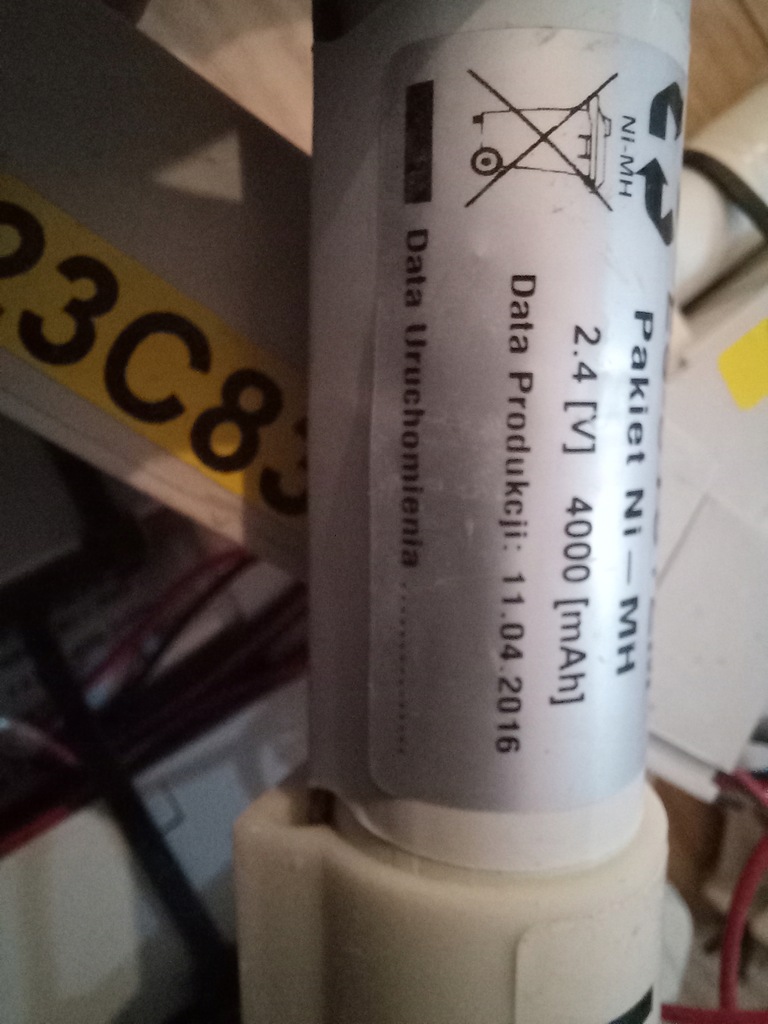 Ni-MH
Pakiet Ni – MH
2.4 [V] 4000 [mAh]
Data Produkcji: 11.04.2016
Data Uruchomienia ....................
23C83